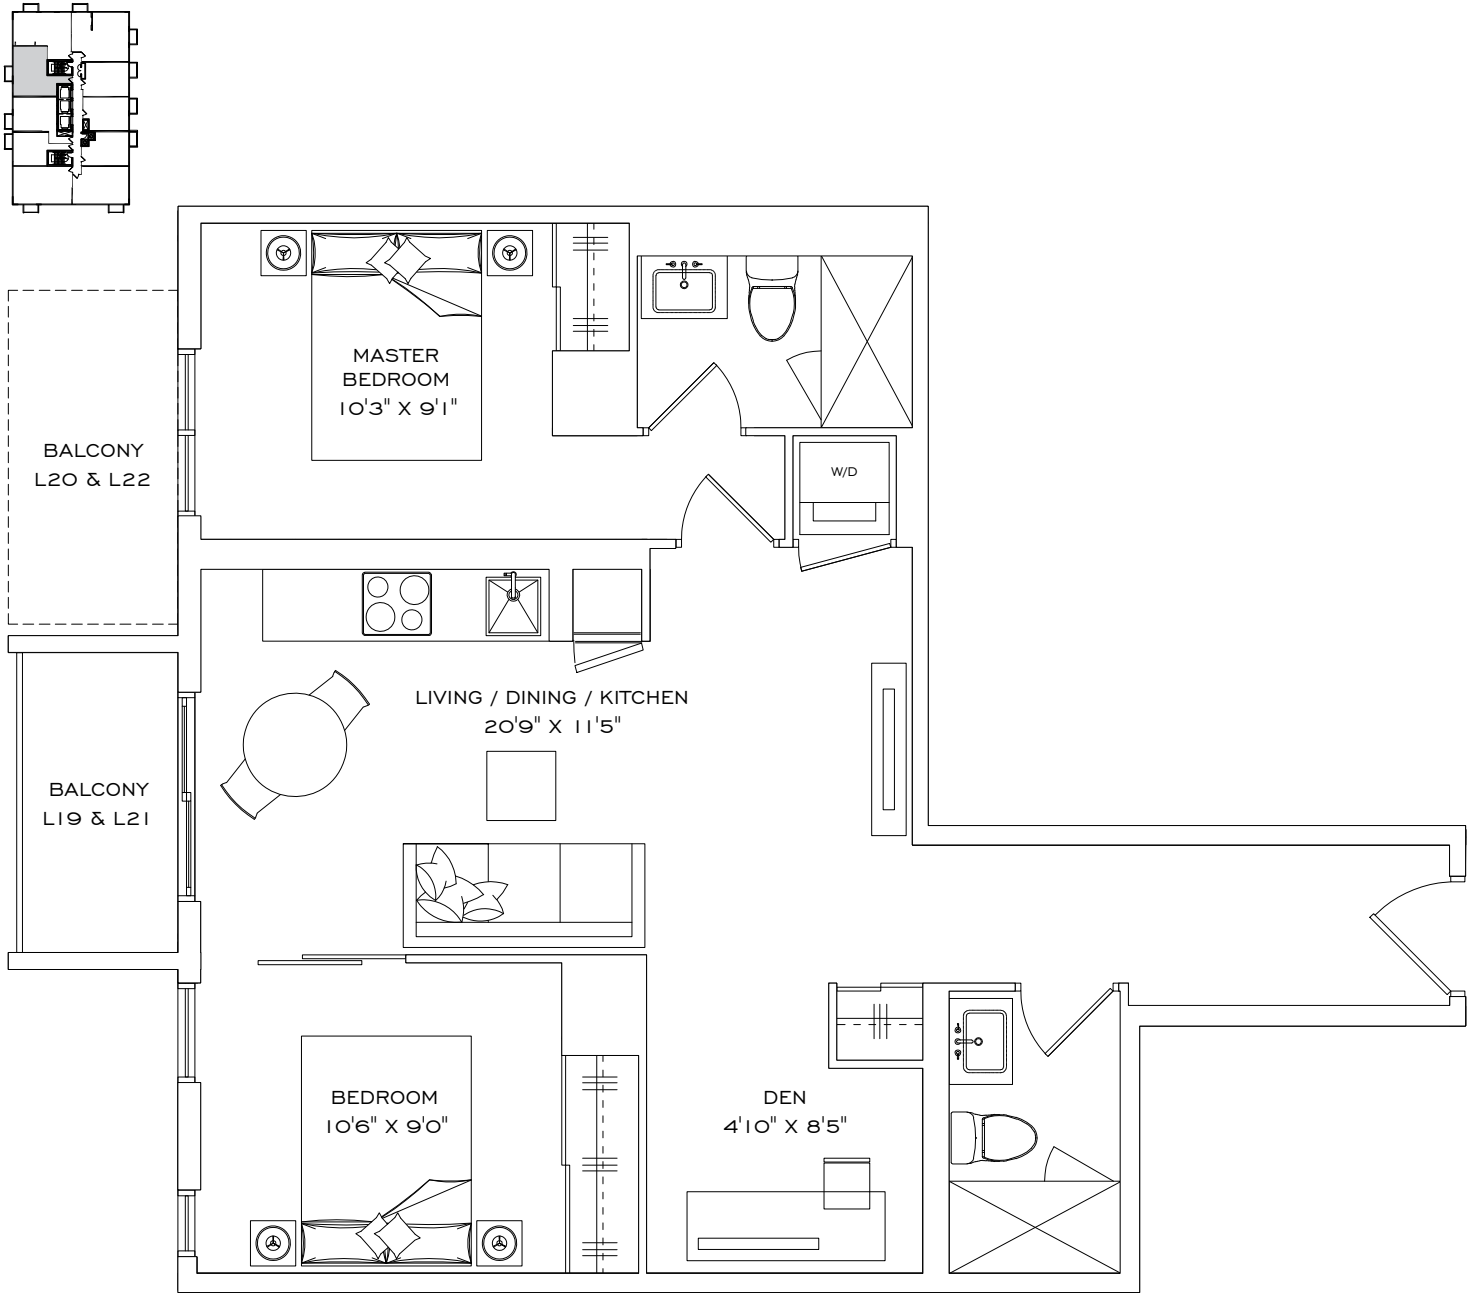 MASTER
BEDROOM
10'3" X 9'1"
BALCONY
L20 & L22
W/D
LIVING / DINING / KITCHEN
20'9" X 11'5"
BALCONY
L19 & L21
BEDROOM
10'6" X 9'0"
DEN
4'10" X 8'5"